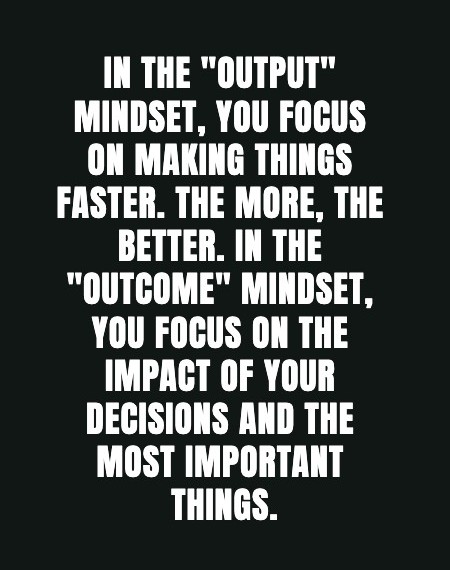 IN THE "OUTPUT"
MINDSET, YOU FOCUS
ON MAKING THINGS
FASTER. THE MORE, THE
BETTER. IN THE
"OUTCOME" MINDSET,
YOU FOCUS ON THE
IMPACT OF YOUR
DECISIONS AND THE
MOST IMPORTANT
THINGS.